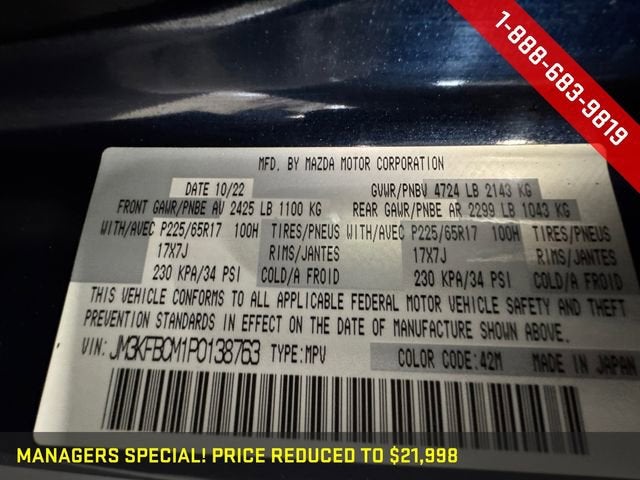 1-888-683-9819
MFD. BY MAZDA MOTOR CORPORATION
DATE 10/22 GVWR/PNBV 4724 LB 2143 KG
FRONT GAWR/PNBE AV 2425 LB 1100 KG REAR GAWR/PNBE AR 2299 LB 1043 KG
WITH/AVEC P225/65R17 100H TIRES/PNEUS WITH/AVEC P225/65R17 100H TIRES/PNEUS
17X7J RIMS/JANTES 17X7J RIMS/JANTES
230 KPA/34 PSI COLD/A FROID 230 KPA/34 PSI COLD/A FROID
THIS VEHICLE CONFORMS TO ALL APPLICABLE FEDERAL MOTOR VEHICLE SAFETY AND THEFT
PREVENTION STANDARDS IN EFFECT ON THE DATE OF MANUFACTURE SHOWN ABOVE.
VIN: JM3KFBCM1P0138763 TYPE:MPV COLOR CODE:42M MADE IN JAPAN
MANAGERS SPECIAL! PRICE REDUCED TO $21,998